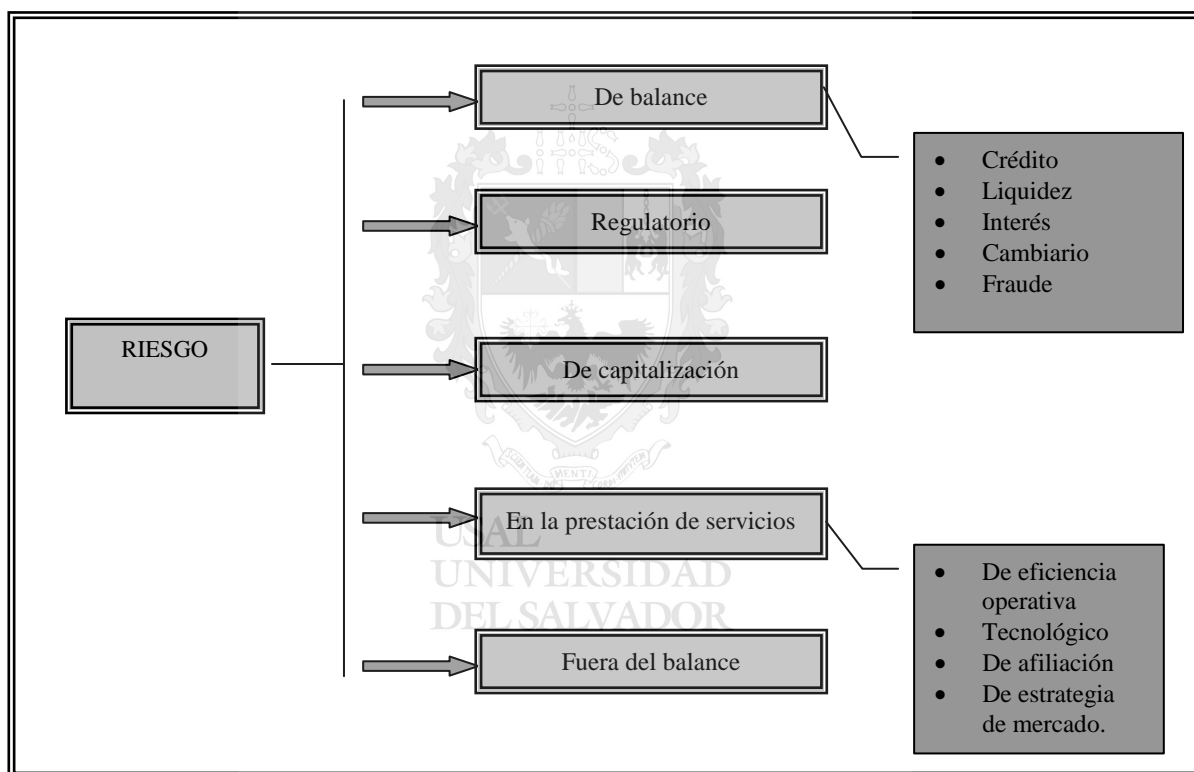 De balance
• Crédito
• Liquidez
• Interés
• Cambiario
• Fraude
Regulatorio
RIESGO
De capitalización
En la prestación de servicios
• De eficiencia
operativa
• Tecnológico
• De afiliación
• De estrategia
de mercado.
Fuera del balance
MENTI
USAL
UNIVERSIDAD
DEL SALVADOR